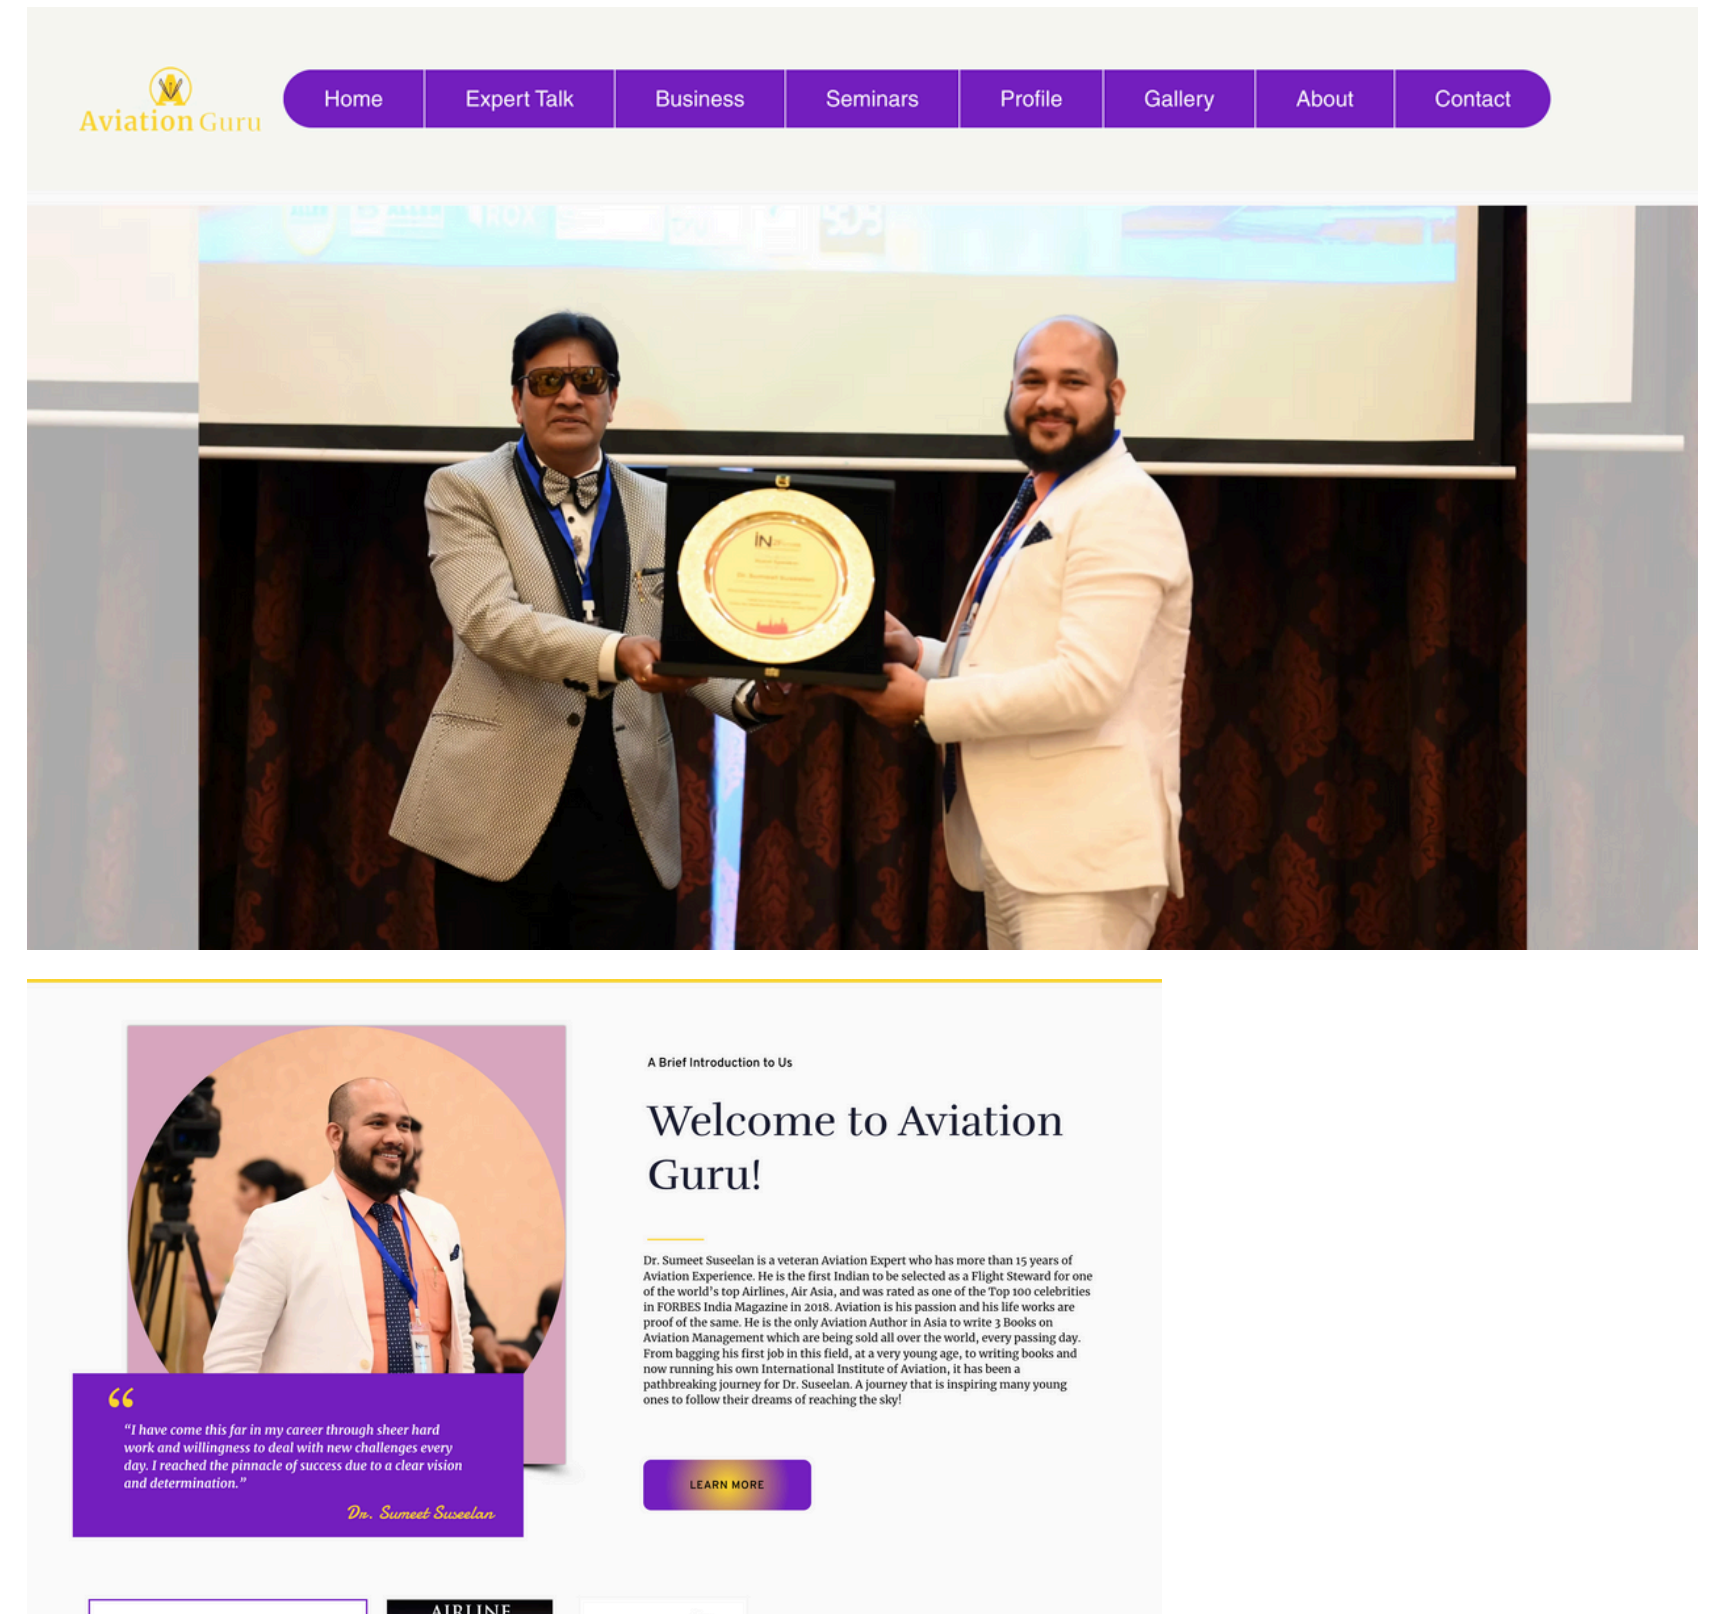 Aviation Guru
Home
Expert Talk
Business
Seminars
Profile
Gallery
About
Contact
iN
Dr. Sumeet Suseelan
A Brief Introduction to Us
Welcome to Aviation
Guru!
Dr. Sumeet Suseelan is a veteran Aviation Expert who has more than 15 years of
Aviation Experience. He is the first Indian to be selected as a Flight Steward for one
of the world's top Airlines, Air Asia, and was rated as one of the Top 100 celebrities
in FORBES India Magazine in 2018. Aviation is his passion and his life works are
proof of the same. He is the only Aviation Author in Asia to write 3 Books on
Aviation Management which are being sold all over the world, every passing day.
From bagging his first job in this field, at a very young age, to writing books and
now running his own International Institute of Aviation, it has been a
pathbreaking journey for Dr. Suseelan. A journey that is inspiring many young
ones to follow their dreams of reaching the sky!
“
“I have come this far in my career through sheer hard
work and willingness to deal with new challenges every
day. I reached the pinnacle of success due to a clear vision
and determination.”
Dr. Sumeet Suseelan
LEARN MORE
AIRLINE